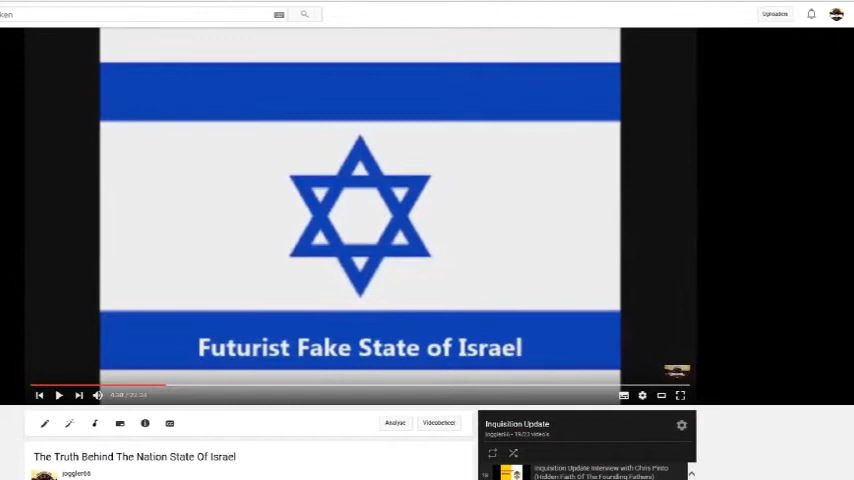 ken
Uploaden
Futurist Fake State of Israel
Analyse
Videobeheer
Inquisition Update
The Truth Behind The Nation State Of Israel
joggler66
Inquisition Update Interview with Chris Pinto
(Hidden Faith Of The Founding Fathers)